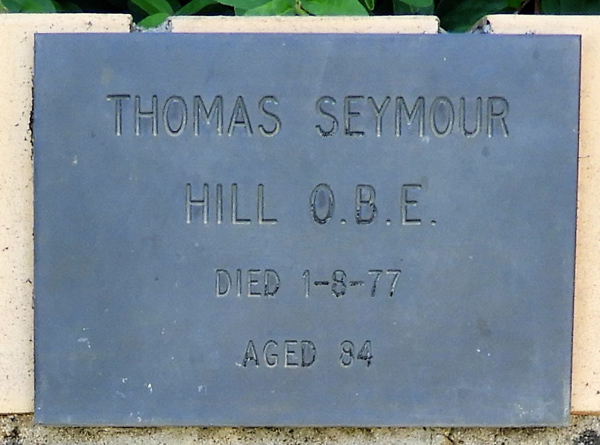 THOMAS SEYMOUR
HILL O.B.E.
DIED 1-8-77
AGED 84